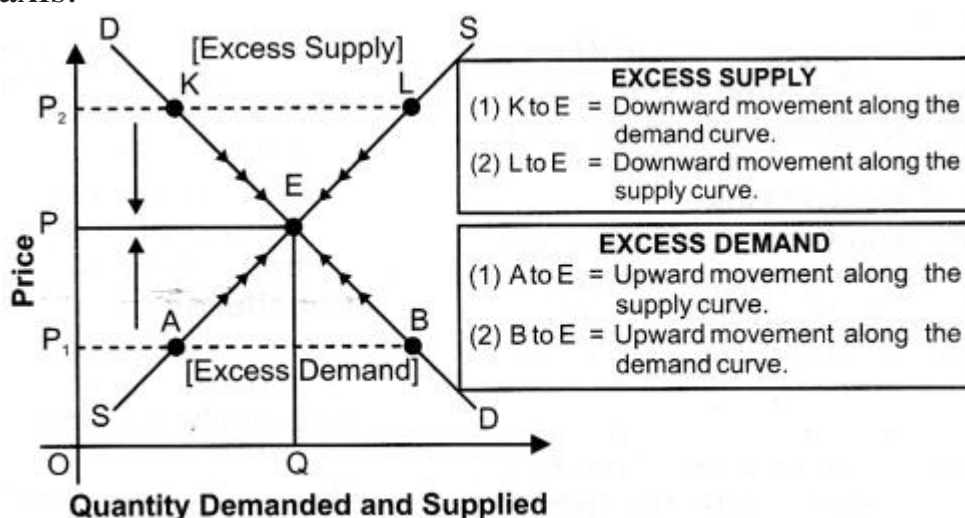 axis.
D
S
[Excess Supply]
K
L
P2
E
P
Price
A
B
P1
[Excess Demand]
S
D
O
Q
Quantity Demanded and Supplied
EXCESS SUPPLY
(1) K to E = Downward movement along the
demand curve.
(2) L to E = Downward movement along the
supply curve.
EXCESS DEMAND
(1) A to E = Upward movement along the
supply curve.
(2) B to E = Upward movement along the
demand curve.